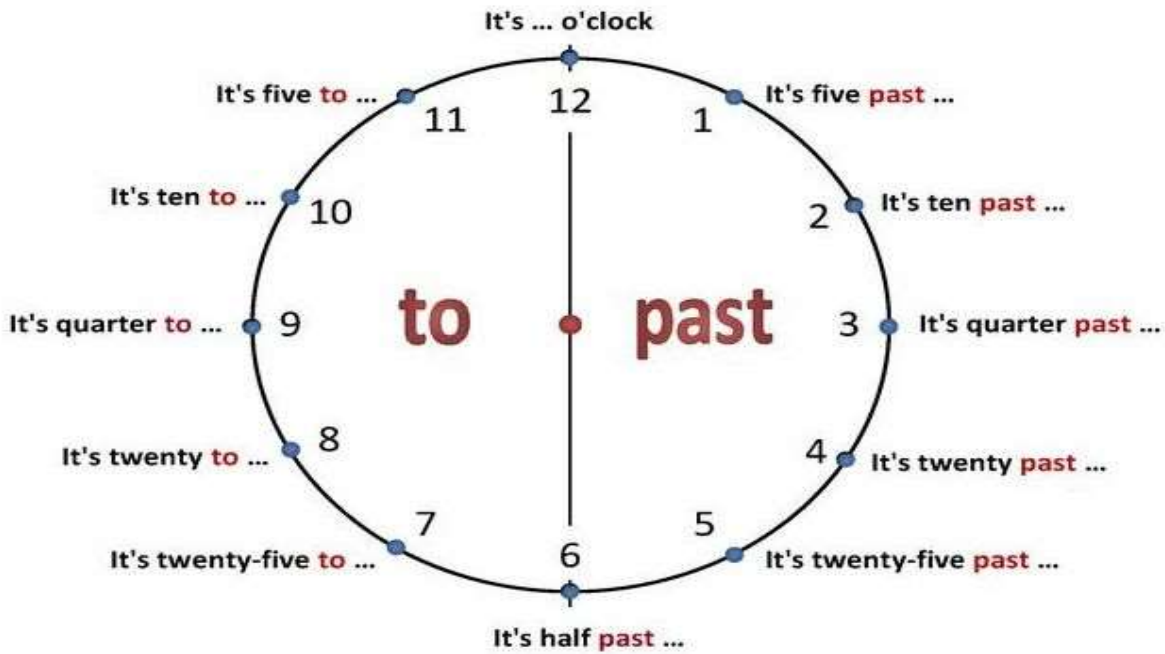 It's ... o'clock
It's five to ...
12
It's five past ...
11
1
It's ten to ...
10
2
It's ten past ...
It's quarter to ...
9
to
past
3
It's quarter past ...
It's twenty to ...
8
4
It's twenty past ...
7
5
It's twenty-five to ...
6
It's twenty-five past ...
It's half past ...